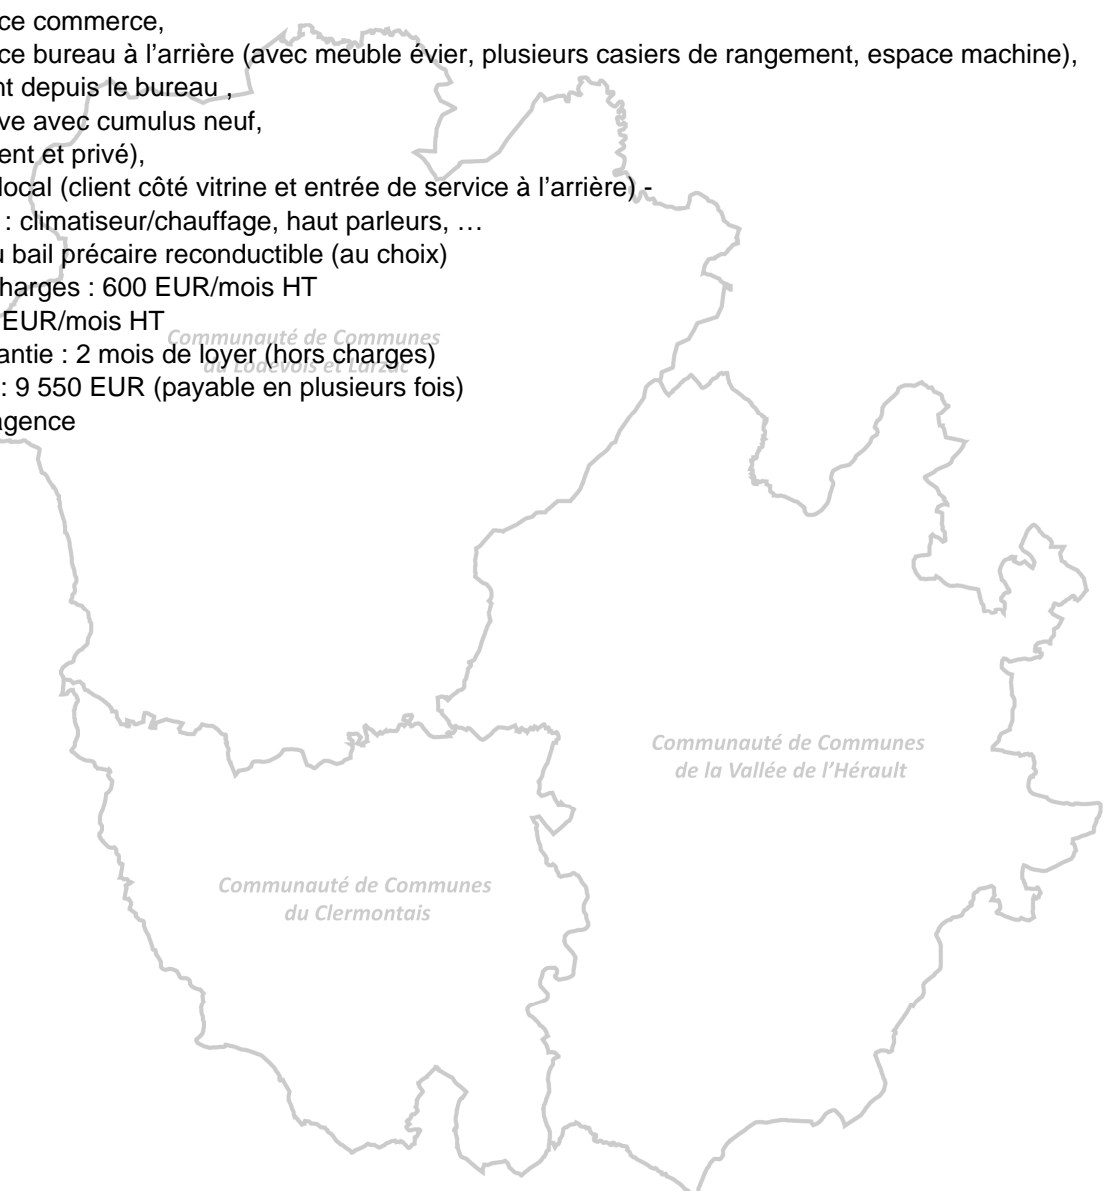 ce commerce,
ce bureau à l’arrière (avec meuble évier, plusieurs casiers de rangement, espace machine),
nt depuis le bureau ,
ve avec cumulus neuf,
ent et privé),
local (client côté vitrine et entrée de service à l’arrière) -
: climatiseur/chauffage, haut parleurs, …
u bail précaire reconductible (au choix)
harges : 600 EUR/mois HT
EUR/mois HT
Communauté de Communes
antie : 2 mois de loyer (hors charges)
du Lodévois et Larzac
: 9 550 EUR (payable en plusieurs fois)
agence
Communauté de Communes
de la Vallée de l’Hérault
Communauté de Communes
du Clermontais